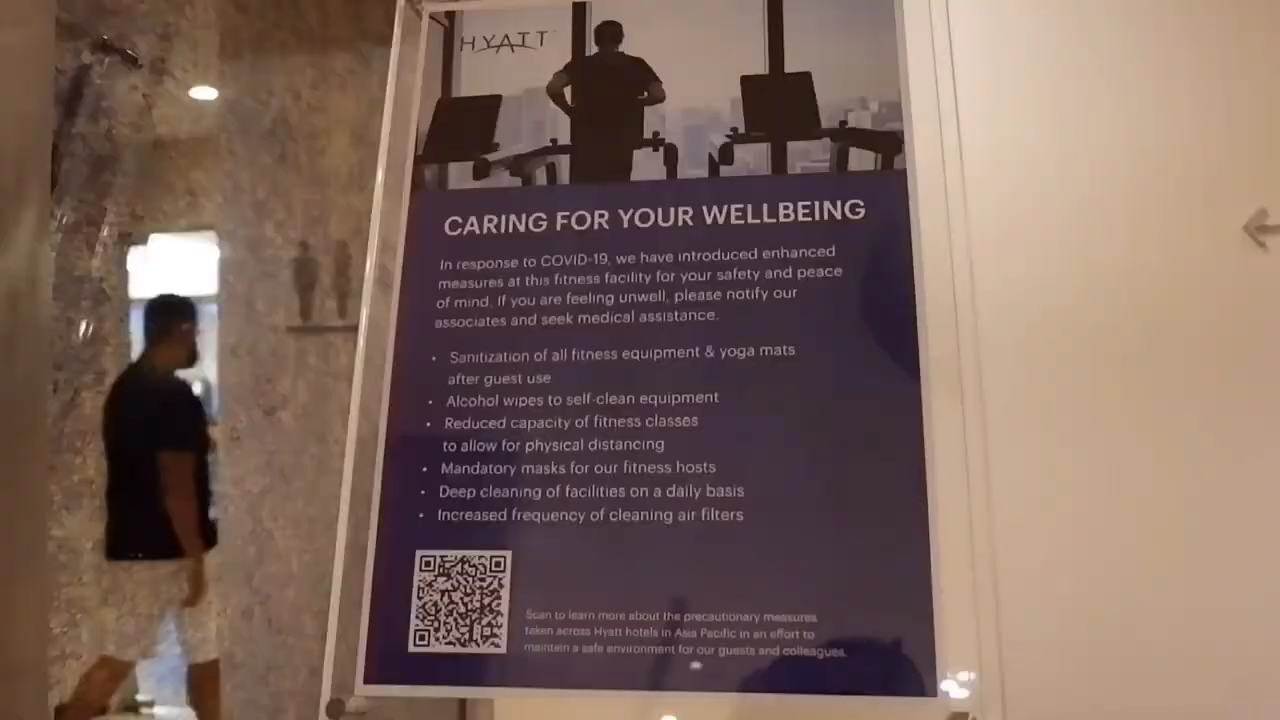 HYATT
CARING FOR YOUR WELLBEING
In response to COVID-19, we have introduced enhanced
measures at this fitness facility for your safety and peace
of mind. If you are feeling unwell, please notify our
associates and seek medical assistance.
• Sanitization of all fitness equipment & yoga mats
after guest use
• Alcohol wipes to self-clean equipment
• Reduced capacity of fitness classes
to allow for physical distancing
• Mandatory masks for our fitness hosts
• Deep cleaning of facilities on a daily basis
• Increased frequency of cleaning air filters
Scan to learn more about the precautionary measures
taken across Hyatt hotels in Asia Pacific in an effort to
maintain a safe environment for our guests and colleagues.